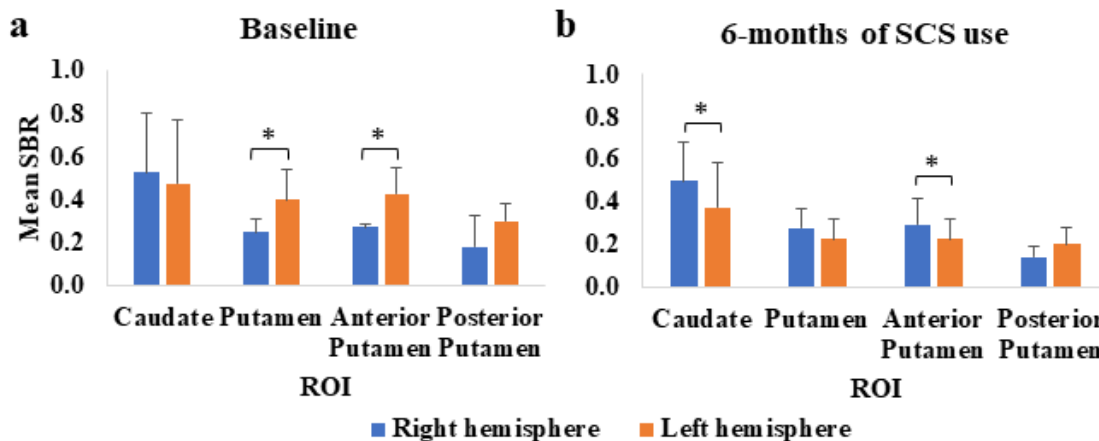 a
Baseline
Mean SBR
1.0
0.8
0.6
0.4
0.2
0.0
*
*
Caudate Putamen Anterior Posterior
Putamen Putamen
ROI
b
6-months of SCS use
1.0
0.8
0.6
0.4
0.2
0.0
*
*
Caudate Putamen Anterior Posterior
Putamen Putamen
ROI
Right hemisphere Left hemisphere